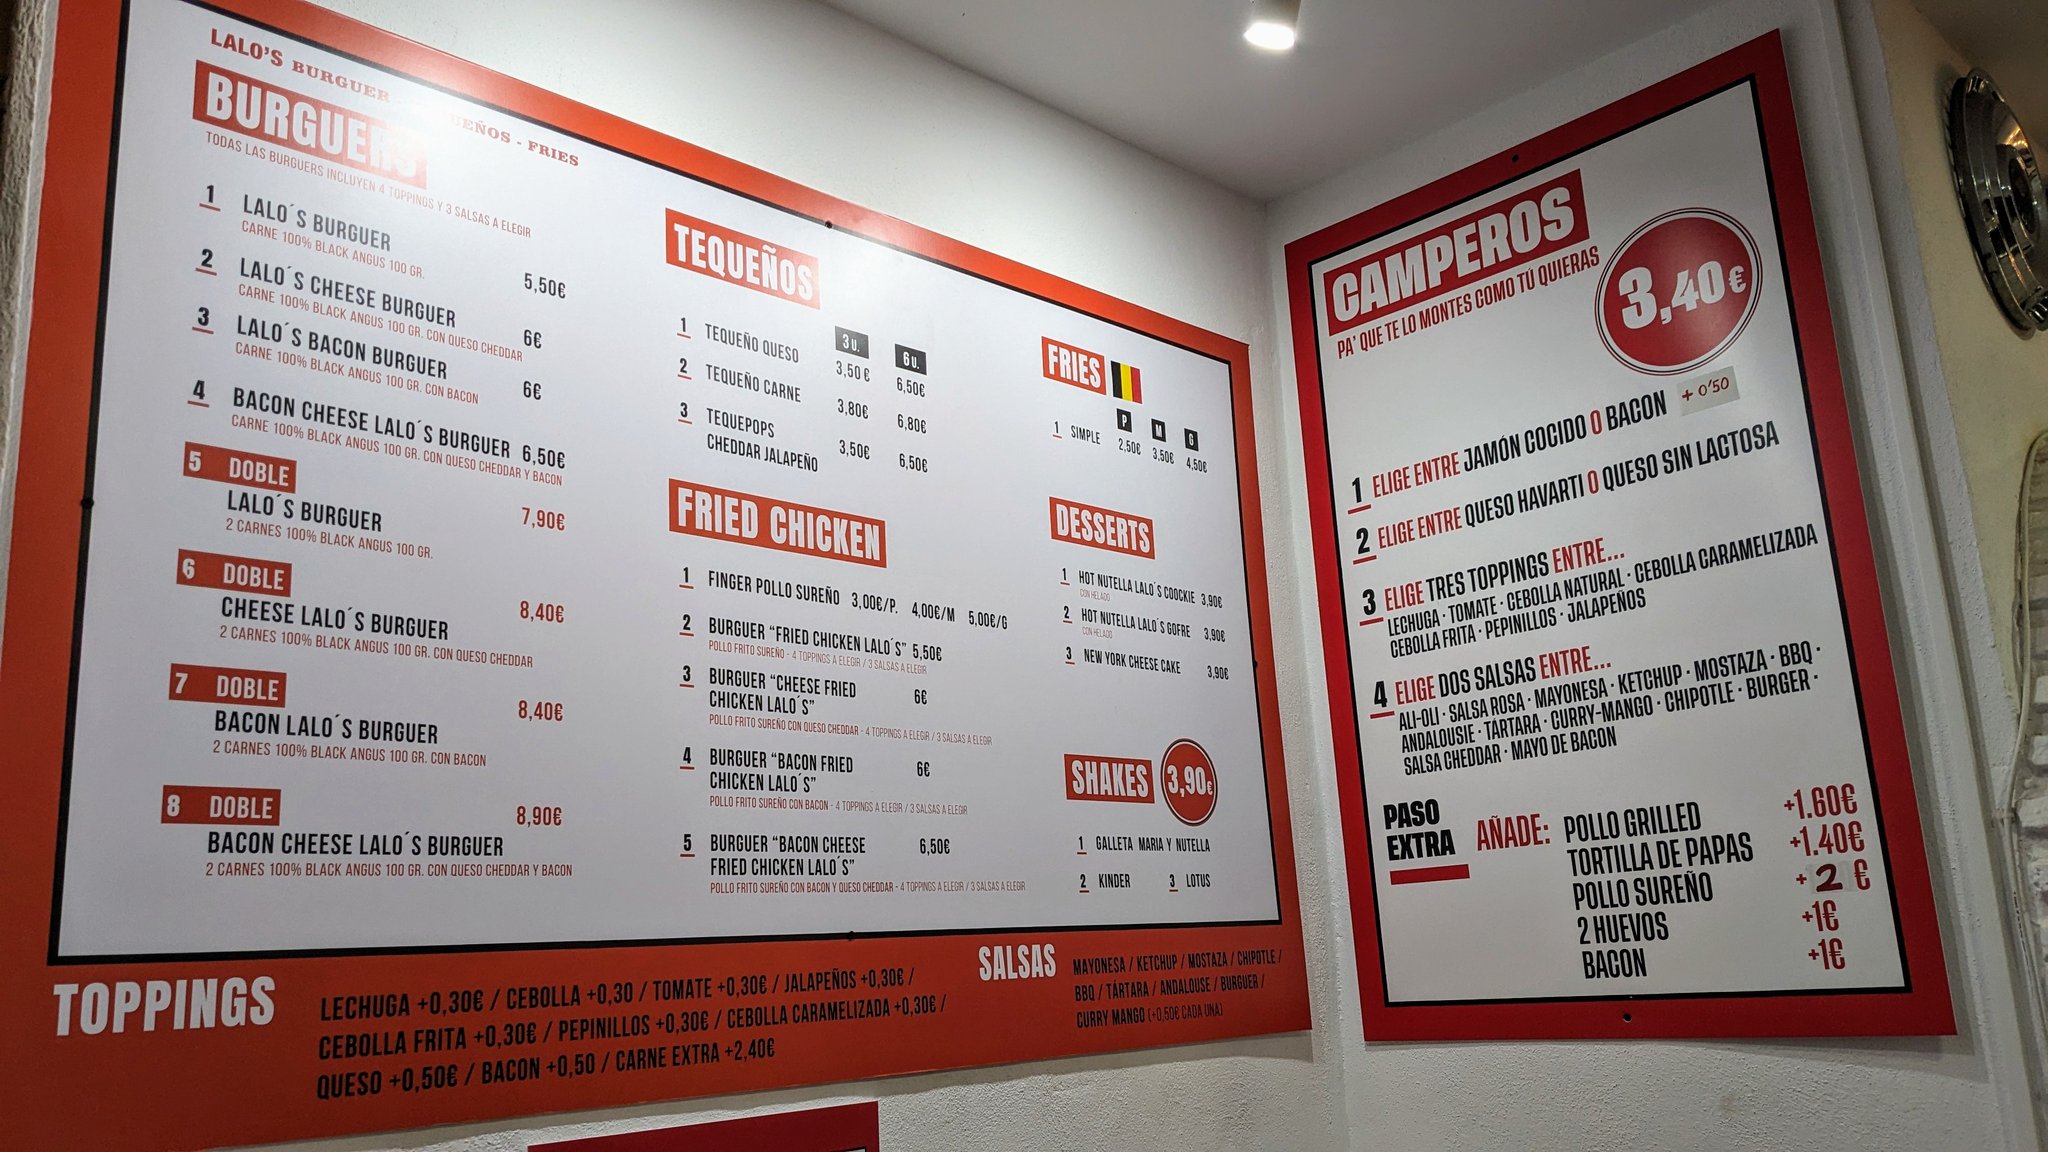 LALO'S BURGUER
UEÑOS - FRIES
BURGUERS
TODAS LAS BURGUERS INCLUYEN 4 TOPPINGS Y 3 SALSAS A ELEGIR
1 LALO´S BURGUER 5,50€
CARNE 100% BLACK ANGUS 100 GR.
2 LALO´S CHEESE BURGUER 6€
CARNE 100% BLACK ANGUS 100 GR. CON QUESO CHEDDAR
3 LALO´S BACON BURGUER 6€
CARNE 100% BLACK ANGUS 100 GR. CON BACON
4 BACON CHEESE LALO´S BURGUER 6,50€
CARNE 100% BLACK ANGUS 100 GR. CON QUESO CHEDDAR Y BACON
5 DOBLE
LALO´S BURGUER 7,90€
2 CARNES 100% BLACK ANGUS 100 GR.
6 DOBLE
CHEESE LALO´S BURGUER 8,40€
2 CARNES 100% BLACK ANGUS 100 GR. CON QUESO CHEDDAR
7 DOBLE
BACON LALO´S BURGUER 8,40€
2 CARNES 100% BLACK ANGUS 100 GR. CON BACON
8 DOBLE
BACON CHEESE LALO´S BURGUER 8,90€
2 CARNES 100% BLACK ANGUS 100 GR. CON QUESO CHEDDAR Y BACON
TEQUEÑOS
3 U. 6 U.
1 TEQUEÑO QUESO 3,50€ 6,50€
2 TEQUEÑO CARNE 3,80€ 6,80€
3 TEQUEPOPS
CHEDDAR JALAPEÑO 3,50€ 6,50€
FRIED CHICKEN
1 FINGER POLLO SUREÑO 3,00€/P. 4,00€/M 5,00€/G
2 BURGUER “FRIED CHICKEN LALO´S” 5,50€
POLLO FRITO SUREÑO - 4 TOPPINGS A ELEGIR / 3 SALSAS A ELEGIR
3 BURGUER “CHEESE FRIED 6€
CHICKEN LALO´S”
POLLO FRITO SUREÑO CON QUESO CHEDDAR - 4 TOPPINGS A ELEGIR / 3 SALSAS A ELEGIR
4 BURGUER “BACON FRIED 6€
CHICKEN LALO´S”
POLLO FRITO SUREÑO CON BACON - 4 TOPPINGS A ELEGIR / 3 SALSAS A ELEGIR
5 BURGUER “BACON CHEESE 6,50€
FRIED CHICKEN LALO´S”
POLLO FRITO SUREÑO CON BACON Y QUESO CHEDDAR - 4 TOPPINGS A ELEGIR / 3 SALSAS A ELEGIR
FRIES
P M G
1 SIMPLE 2,50€ 3,50€ 4,50€
DESSERTS
1 HOT NUTELLA LALO´S COOCKIE 3,90€
CON HELADO
2 HOT NUTELLA LALO´S GOFRE 3,90€
CON HELADO
3 NEW YORK CHEESE CAKE 3,90€
SHAKES 3,90€
1 GALLETA MARIA Y NUTELLA
2 KINDER 3 LOTUS
TOPPINGS
LECHUGA +0,30€ / CEBOLLA +0,30 / TOMATE +0,30€ / JALAPEÑOS +0,30€ /
CEBOLLA FRITA +0,30€ / PEPINILLOS +0,30€ / CEBOLLA CARAMELIZADA +0,30€ /
QUESO +0,50€ / BACON +0,50 / CARNE EXTRA +2,40€
SALSAS
MAYONESA / KETCHUP / MOSTAZA / CHIPOTLE /
BBQ / TÁRTARA / ANDALOUSE / BURGUER /
CURRY MANGO (+0,50€ CADA UNA)
CAMPEROS
PA' QUE TE LO MONTES COMO TÚ QUIERAS
3,40€
1 ELIGE ENTRE JAMÓN COCIDO O BACON + 0'50
2 ELIGE ENTRE QUESO HAVARTI O QUESO SIN LACTOSA
3 ELIGE TRES TOPPINGS ENTRE...
LECHUGA · TOMATE · CEBOLLA NATURAL · CEBOLLA CARAMELIZADA
CEBOLLA FRITA · PEPINILLOS · JALAPEÑOS
4 ELIGE DOS SALSAS ENTRE...
ALI-OLI · SALSA ROSA · MAYONESA · KETCHUP · MOSTAZA · BBQ ·
ANDALOUSIE · TÁRTARA · CURRY-MANGO · CHIPOTLE · BURGER ·
SALSA CHEDDAR · MAYO DE BACON
PASO
EXTRA
AÑADE: POLLO GRILLED +1.60€
TORTILLA DE PAPAS +1.40€
POLLO SUREÑO +2€
2 HUEVOS +1€
BACON +1€